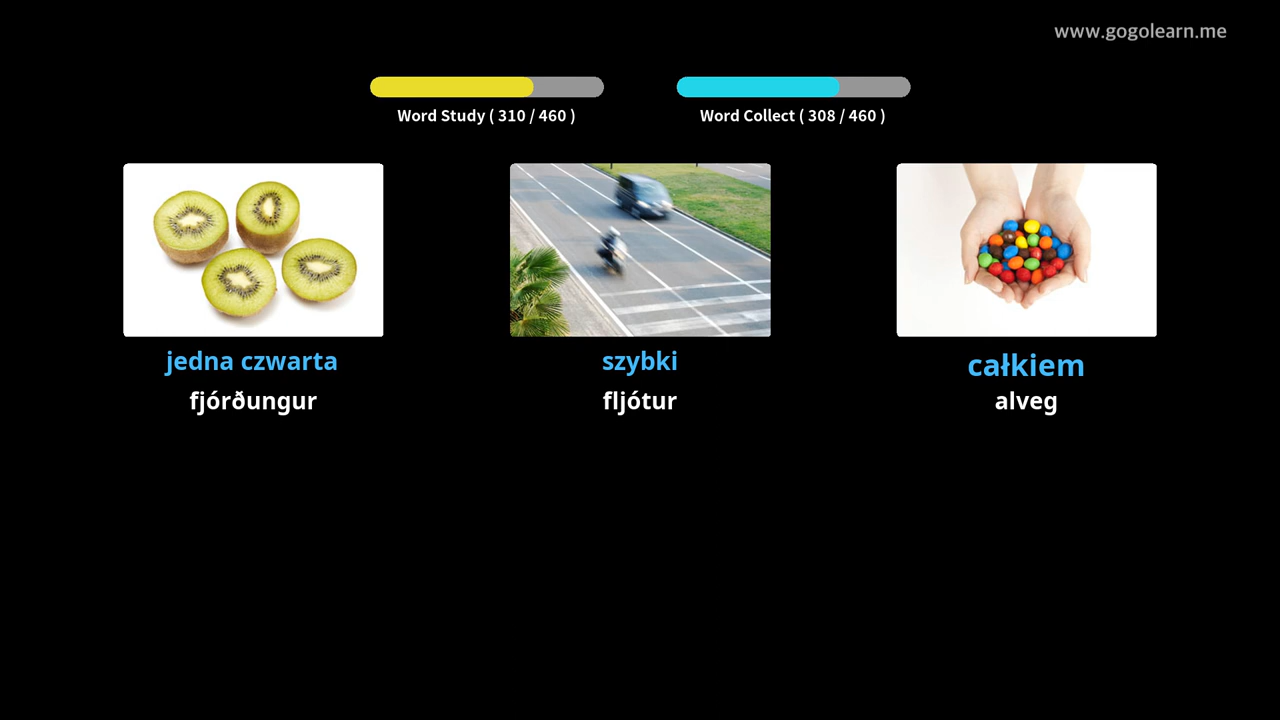 www.gogolearn.me
Word Study ( 310 / 460 )
Word Collect ( 308 / 460 )
jedna czwarta
fjórðungur
szybki
fljótur
całkiem
alveg